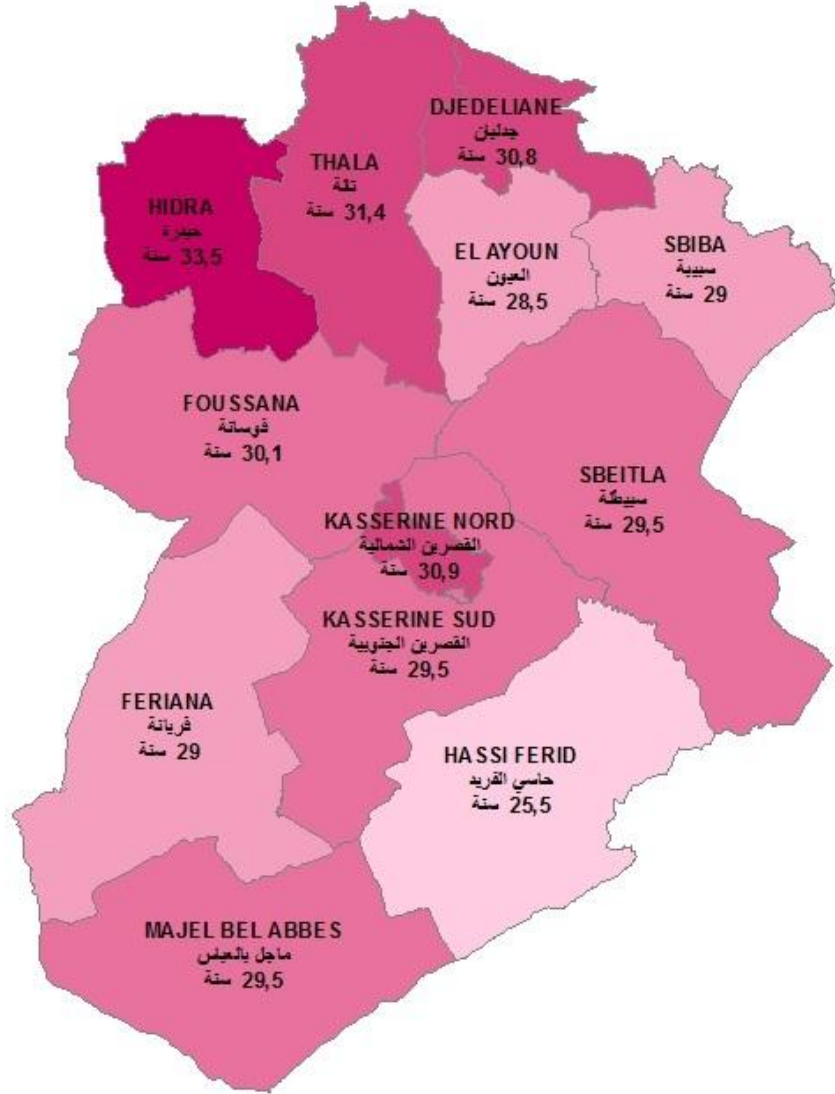 DJEDELIANE
جدليان
30,8 سنة
THALA
تالة
31,4 سنة
HIDRA
حيدرة
33,5 سنة
EL AYOUN
العيون
28,5 سنة
SBIBA
سبيبة
29 سنة
FOUSSANA
فوسانة
30,1 سنة
SBEITLA
سبيطلة
29,5 سنة
KASSERINE NORD
القصرين الشمالية
30,9 سنة
KASSERINE SUD
القصرين الجنوبية
29,5 سنة
FERIANA
فريانة
29 سنة
HASSI FERID
حاسي الفريد
25,5 سنة
MAJEL BEL ABBES
ماجل بالعباس
29,5 سنة